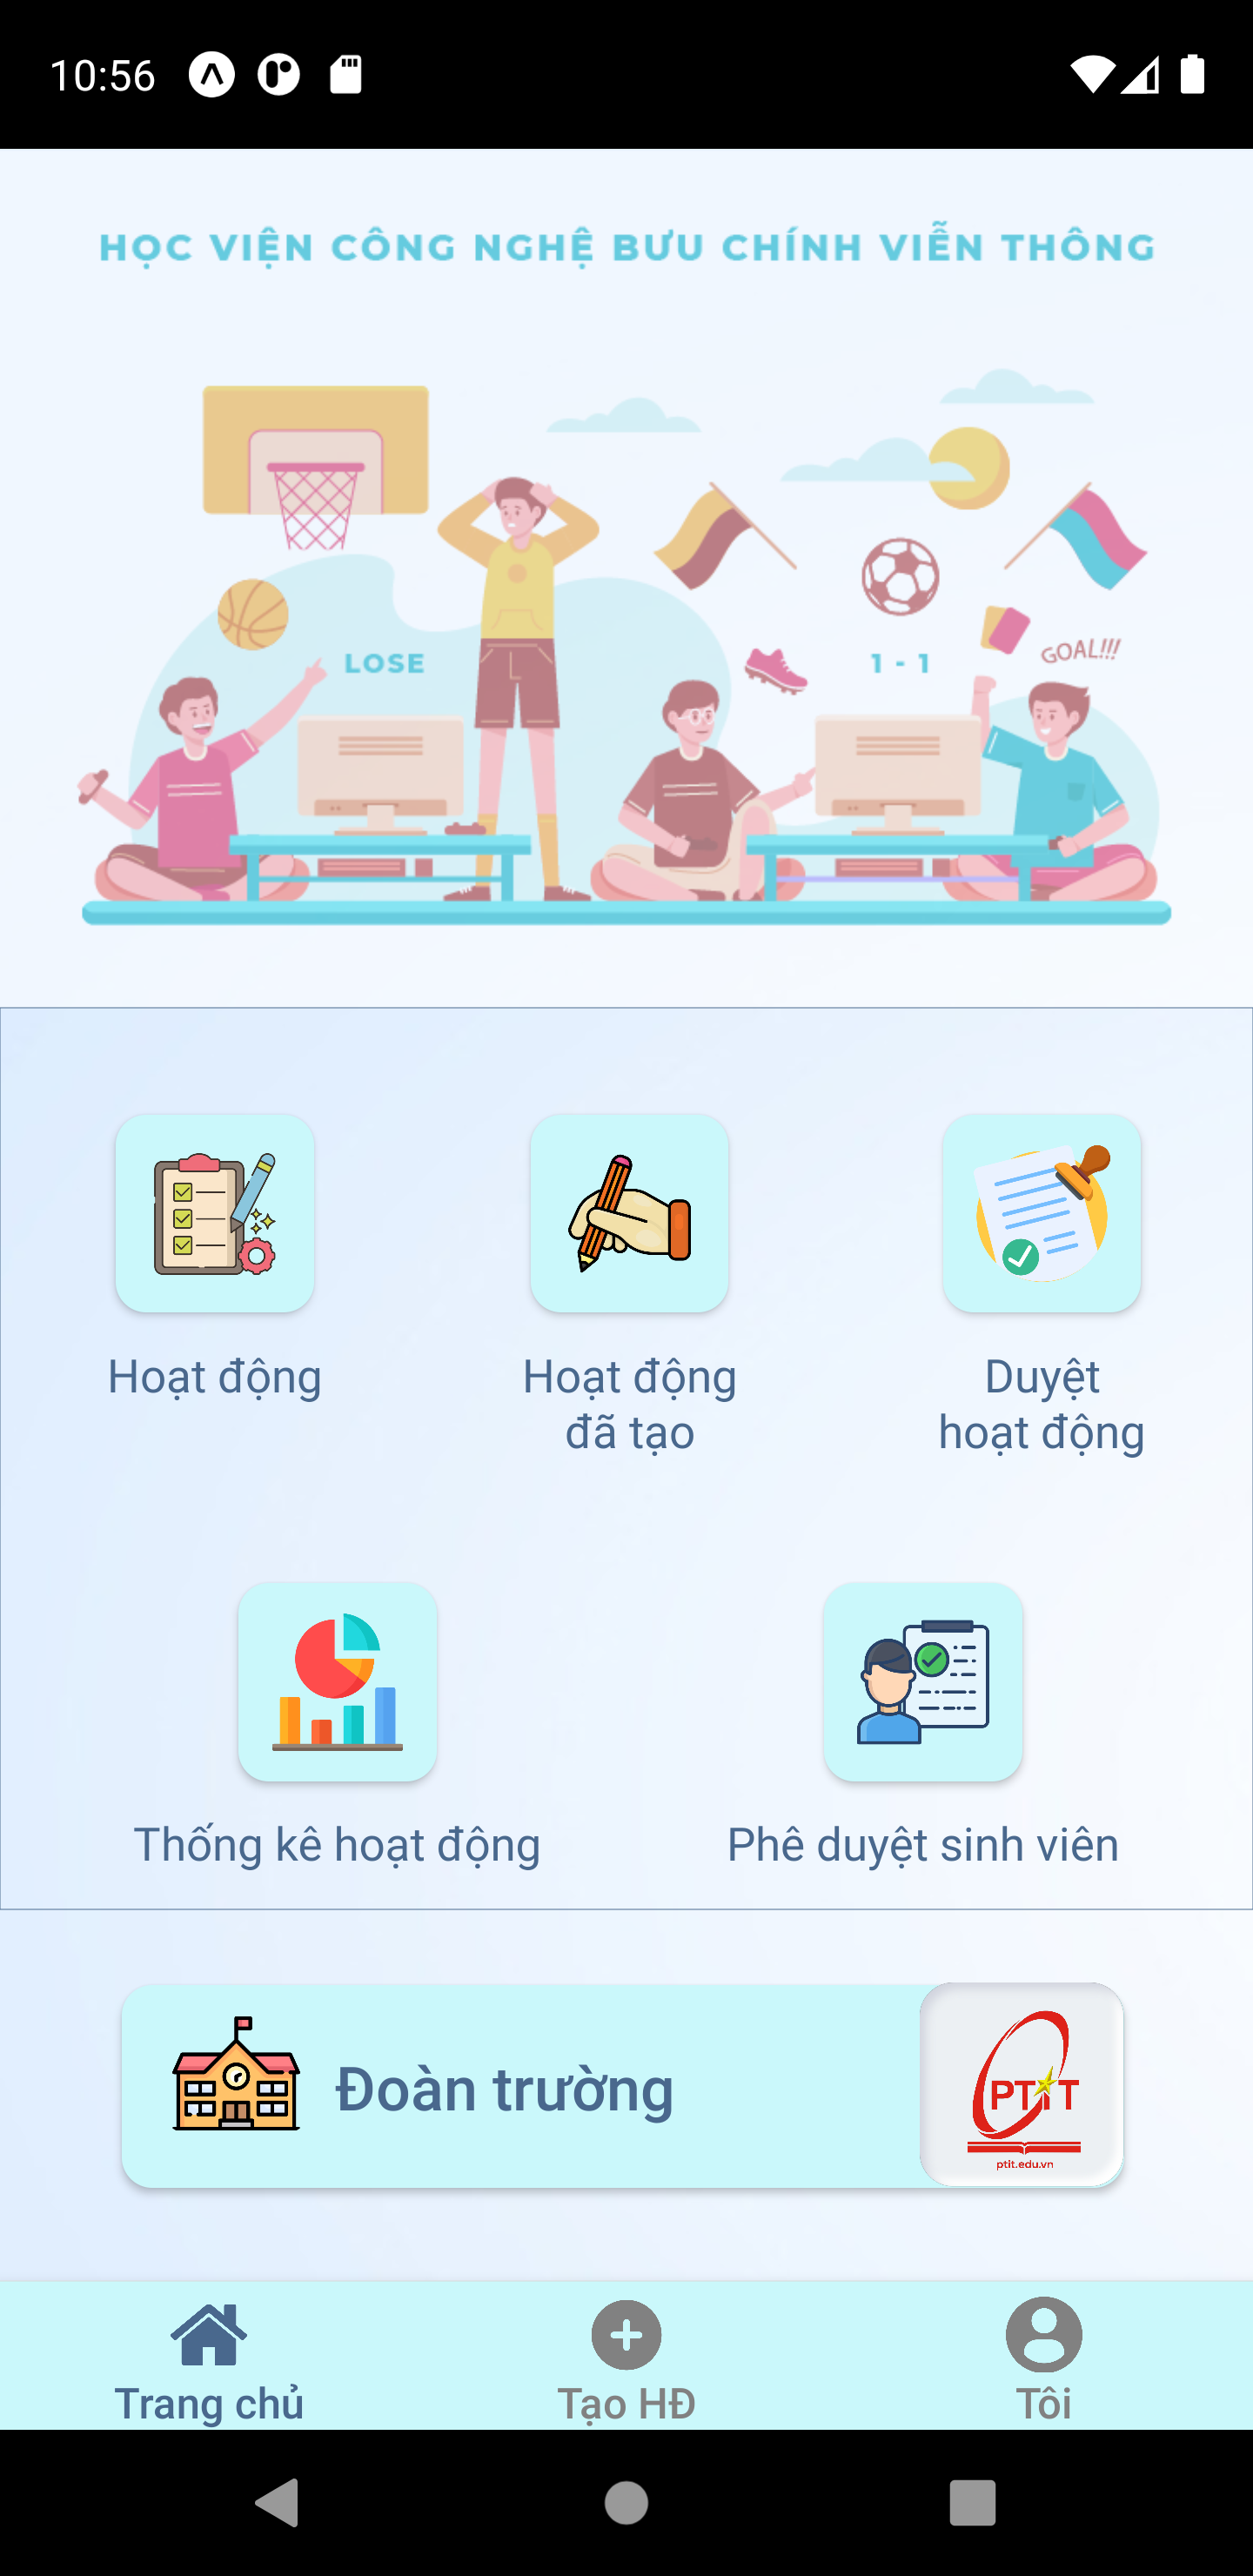 10:56
HỌC VIỆN CÔNG NGHỆ BƯU CHÍNH VIỄN THÔNG
LOSE
1 - 1
GOAL!!!
Hoạt động
Hoạt động
đã tạo
Duyệt
hoạt động
Thống kê hoạt động
Phê duyệt sinh viên
Đoàn trường
PTIT
ptit.edu.vn
Trang chủ
Tạo HĐ
Tôi